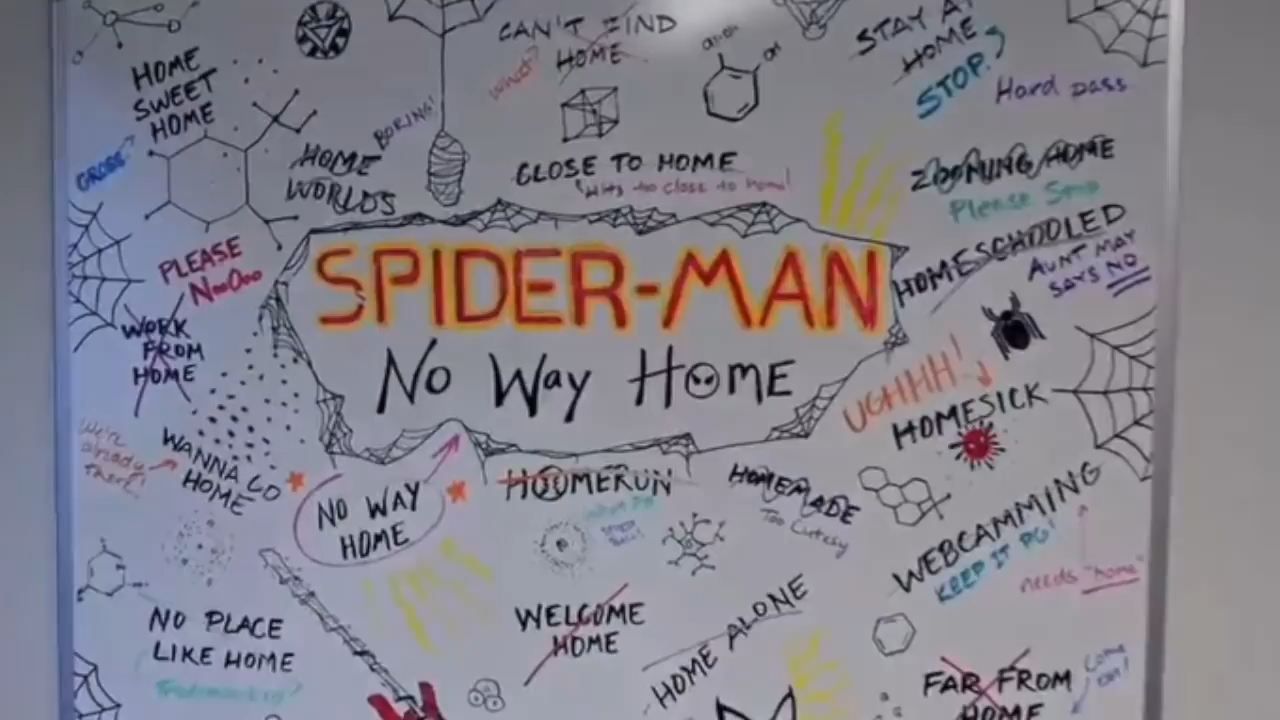 HOME
SWEET
HOME
GROSS
CAN'T FIND
HOME
What?
STAY AT
HOME
STOP.
Hard pass
BORING!
HOME
WORLDS
CLOSE TO HOME
Hits too close to home!
ZOOMING HOME
Please Stop
PLEASE
NooOoo
WORK
FROM
HOME
SPIDER-MAN
No Way Home
HOMESCHOOLED
AUNT MAY
SAYS NO
UGHHH!
HOMESICK
We're
already
there!
WANNA GO
HOME
NO WAY
HOME
HOOMERUN
HOMEMADE
Too Cutesy
WEBCAMMING
KEEP IT PG!
needs "home"
NO PLACE
LIKE HOME
WELCOME
HOME
HOME ALONE
FAR FROM
HOME
Come
on!